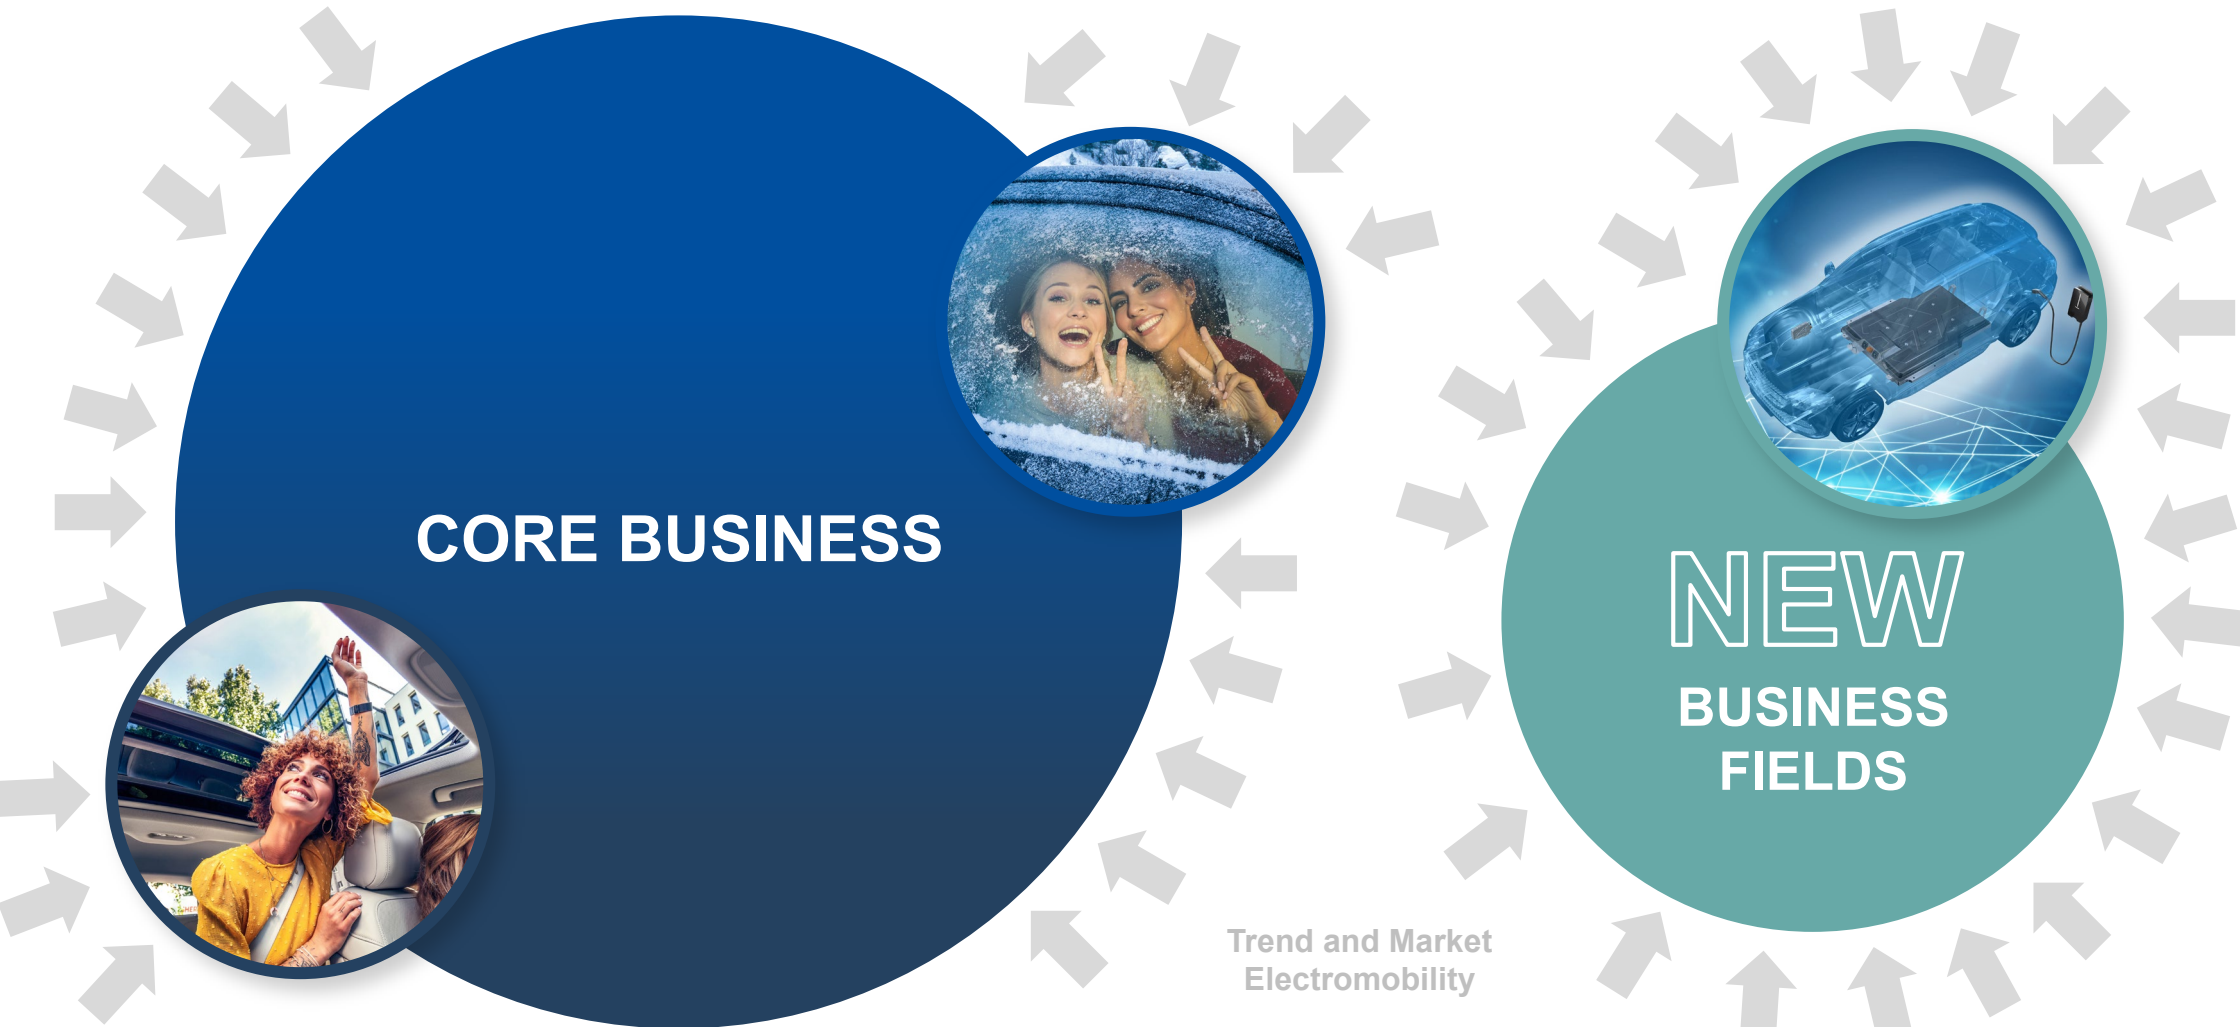 CORE BUSINESS
NEW
BUSINESS
FIELDS
Trend and Market
Electromobility